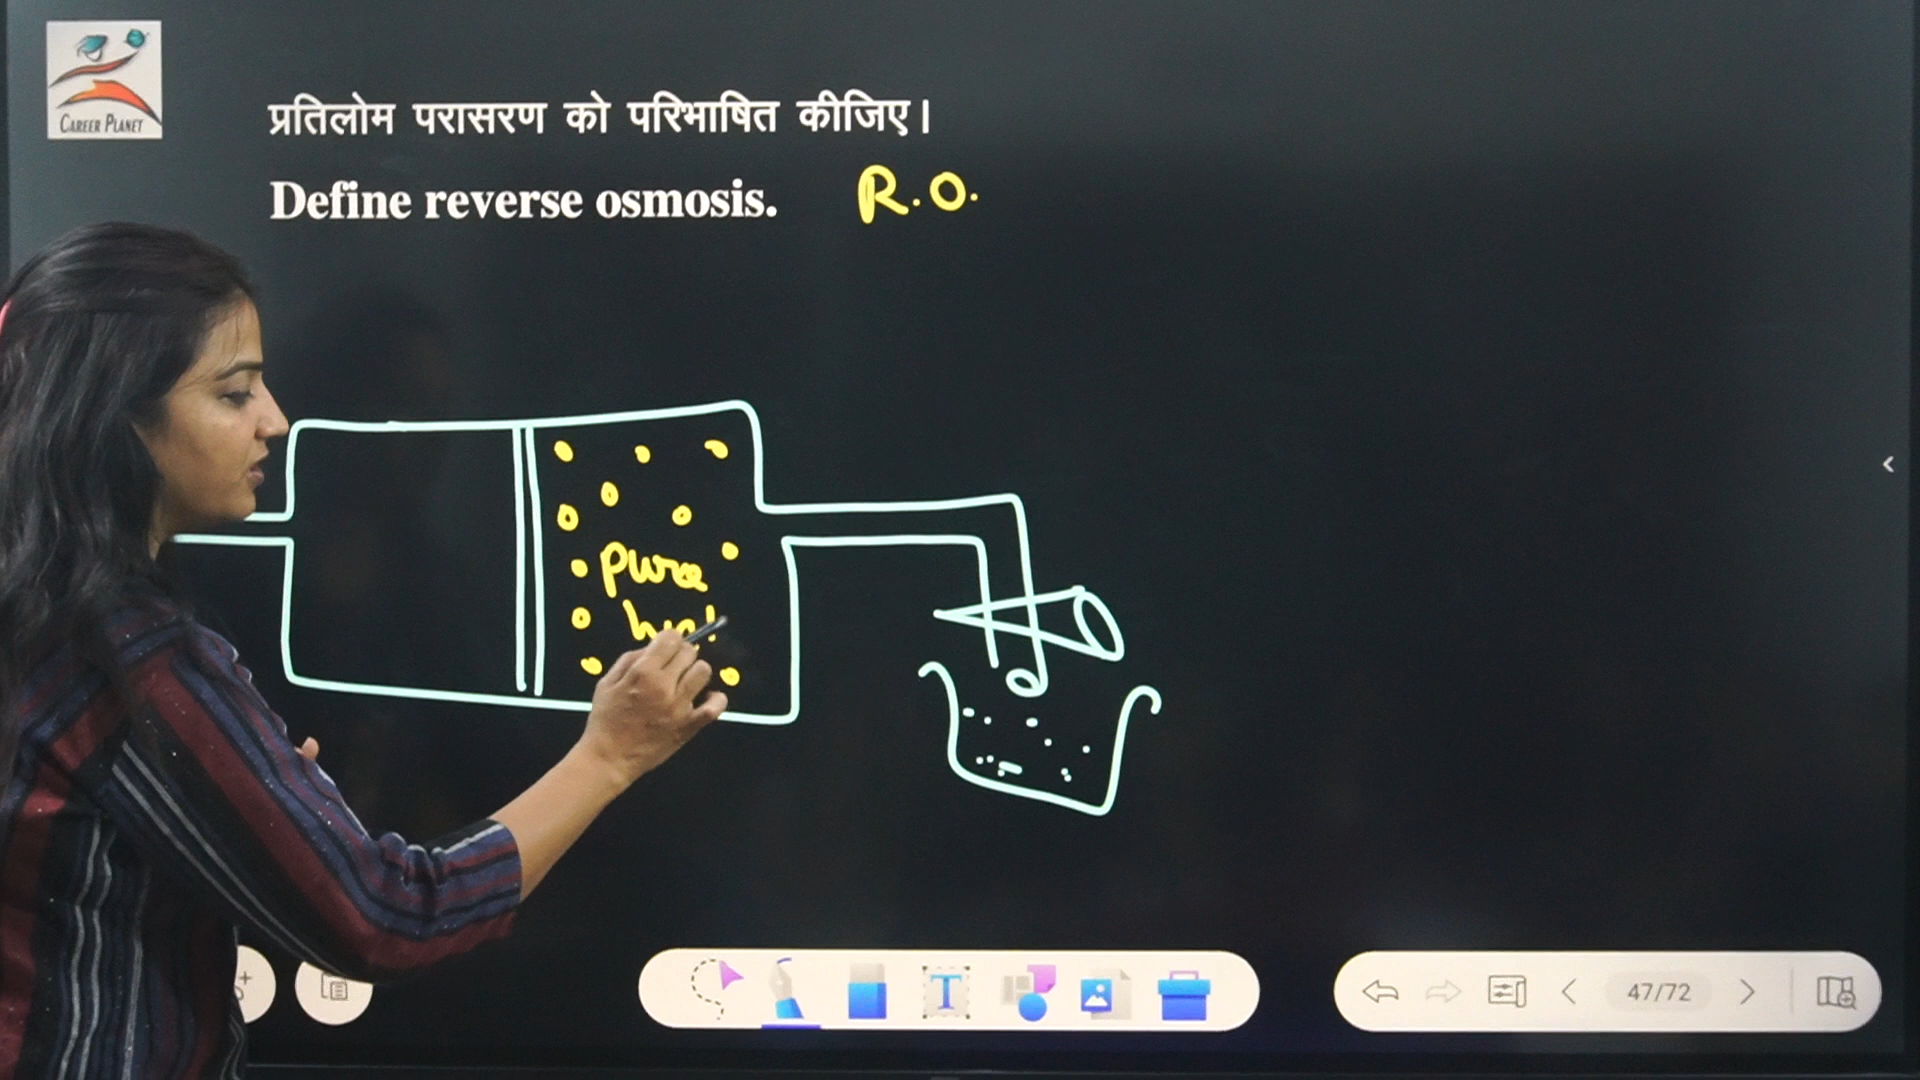 CAREER PLANET
प्रतिलोम परासरण को परिभाषित कीजिए।
Define reverse osmosis. R.O.
pure
T
47/72